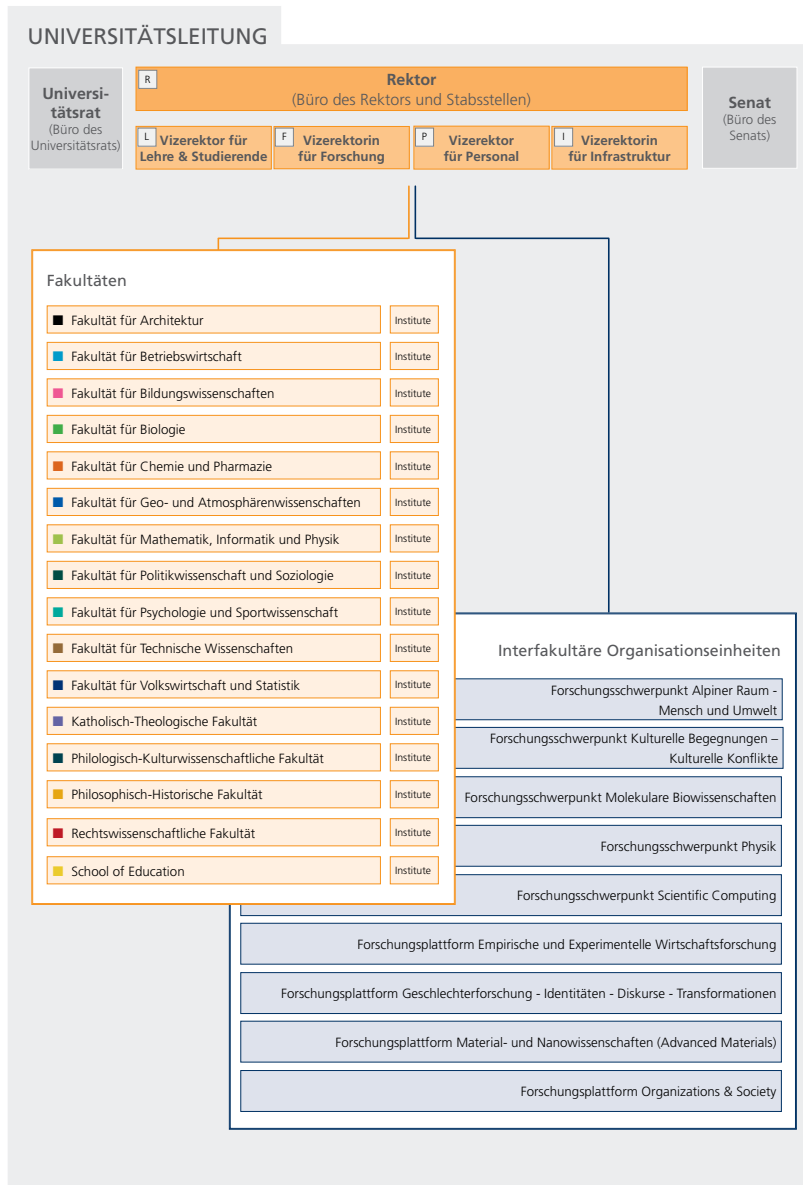 UNIVERSITÄTSLEITUNG
Universi-
tätsrat
(Büro des
Universitätsrats)
R
Rektor
(Büro des Rektors und Stabsstellen)
L
Vizerektor für
Lehre & Studierende
F
Vizerektorin
für Forschung
P
Vizerektor
für Personal
I
Vizerektorin
für Infrastruktur
Senat
(Büro des
Senats)
Fakultäten
Fakultät für Architektur
Institute
Fakultät für Betriebswirtschaft
Institute
Fakultät für Bildungswissenschaften
Institute
Fakultät für Biologie
Institute
Fakultät für Chemie und Pharmazie
Institute
Fakultät für Geo- und Atmosphärenwissenschaften
Institute
Fakultät für Mathematik, Informatik und Physik
Institute
Fakultät für Politikwissenschaft und Soziologie
Institute
Fakultät für Psychologie und Sportwissenschaft
Institute
Fakultät für Technische Wissenschaften
Institute
Fakultät für Volkswirtschaft und Statistik
Institute
Katholisch-Theologische Fakultät
Institute
Philologisch-Kulturwissenschaftliche Fakultät
Institute
Philosophisch-Historische Fakultät
Institute
Rechtswissenschaftliche Fakultät
Institute
School of Education
Institute
Interfakultäre Organisationseinheiten
Forschungsschwerpunkt Alpiner Raum -
Mensch und Umwelt
Forschungsschwerpunkt Kulturelle Begegnungen –
Kulturelle Konflikte
Forschungsschwerpunkt Molekulare Biowissenschaften
Forschungsschwerpunkt Physik
Forschungsschwerpunkt Scientific Computing
Forschungsplattform Empirische und Experimentelle Wirtschaftsforschung
Forschungsplattform Geschlechterforschung - Identitäten - Diskurse - Transformationen
Forschungsplattform Material- und Nanowissenschaften (Advanced Materials)
Forschungsplattform Organizations & Society